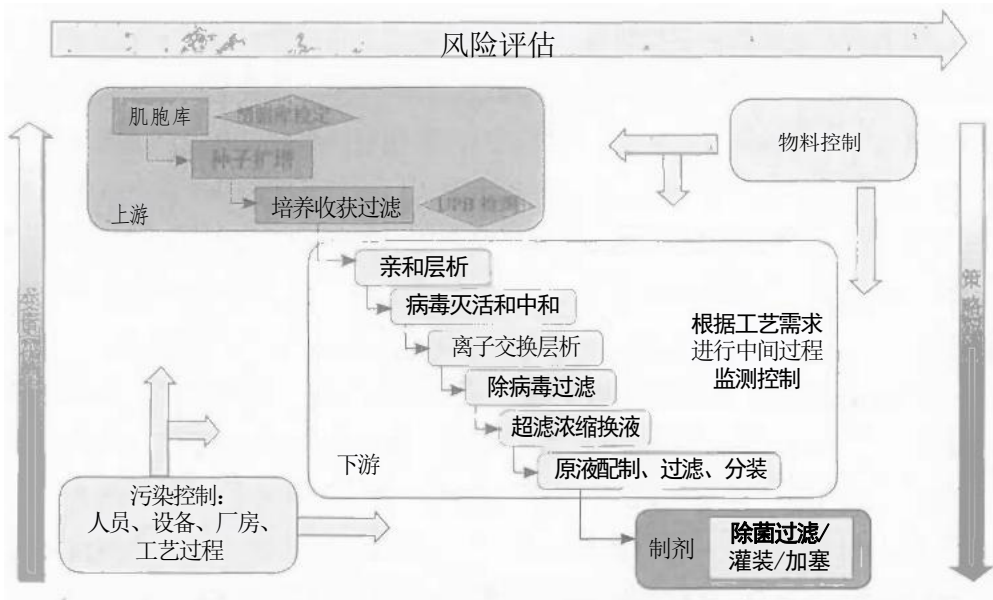 风险评估
肌胞库
种子扩增
培养收获过滤
上游
物料控制
亲和层析
病毒灭活和中和
离子交换层析
除病毒过滤
超滤浓缩换液
原液配制、过滤、分装
下游
根据工艺需求
进行中间过程
监测控制
污染控制：
人员、设备、厂房、
工艺过程
制剂
除菌过滤/
灌装/加塞